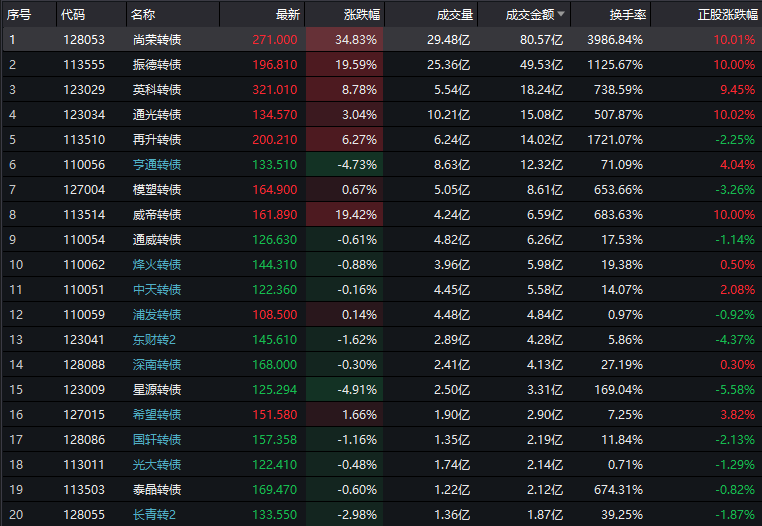 序号 代码 名称 最新 涨跌幅 成交量 成交金额 换手率 正股涨跌幅
1 128053 尚荣转债 271.000 34.83% 29.48亿 80.57亿 3986.84% 10.01%
2 113555 振德转债 196.810 19.59% 25.36亿 49.53亿 1125.67% 10.00%
3 123029 英科转债 321.010 8.78% 5.54亿 18.24亿 738.59% 9.45%
4 123034 通光转债 134.570 3.04% 10.21亿 15.08亿 507.87% 10.02%
5 113510 再升转债 200.210 6.27% 6.24亿 14.02亿 1721.07% -2.25%
6 110056 亨通转债 133.510 -4.73% 8.63亿 12.32亿 71.09% 4.04%
7 127004 模塑转债 164.900 0.67% 5.05亿 8.61亿 653.66% -3.26%
8 113514 威帝转债 161.890 19.42% 4.24亿 6.59亿 683.63% 10.00%
9 110054 通威转债 126.630 -0.61% 4.82亿 6.26亿 17.53% -1.14%
10 110062 烽火转债 144.310 -0.88% 3.96亿 5.98亿 19.38% 0.50%
11 110051 中天转债 122.360 -0.16% 4.45亿 5.58亿 14.07% 2.08%
12 110059 浦发转债 108.500 0.14% 4.48亿 4.84亿 0.97% -0.92%
13 123041 东财转2 145.610 -1.62% 2.89亿 4.28亿 5.86% -4.37%
14 128088 深南转债 168.000 -0.30% 2.41亿 4.13亿 27.19% 0.30%
15 123009 星源转债 125.294 -4.91% 2.50亿 3.31亿 169.04% -5.58%
16 127015 希望转债 151.580 1.66% 1.90亿 2.90亿 7.25% 3.82%
17 128086 国轩转债 157.358 -1.16% 1.35亿 2.19亿 11.84% -2.13%
18 113011 光大转债 122.410 -0.48% 1.74亿 2.14亿 0.71% -1.29%
19 113503 泰晶转债 169.470 -0.60% 1.22亿 2.12亿 674.31% -0.82%
20 128055 长青转2 133.550 -2.98% 1.36亿 1.87亿 39.25% -1.87%